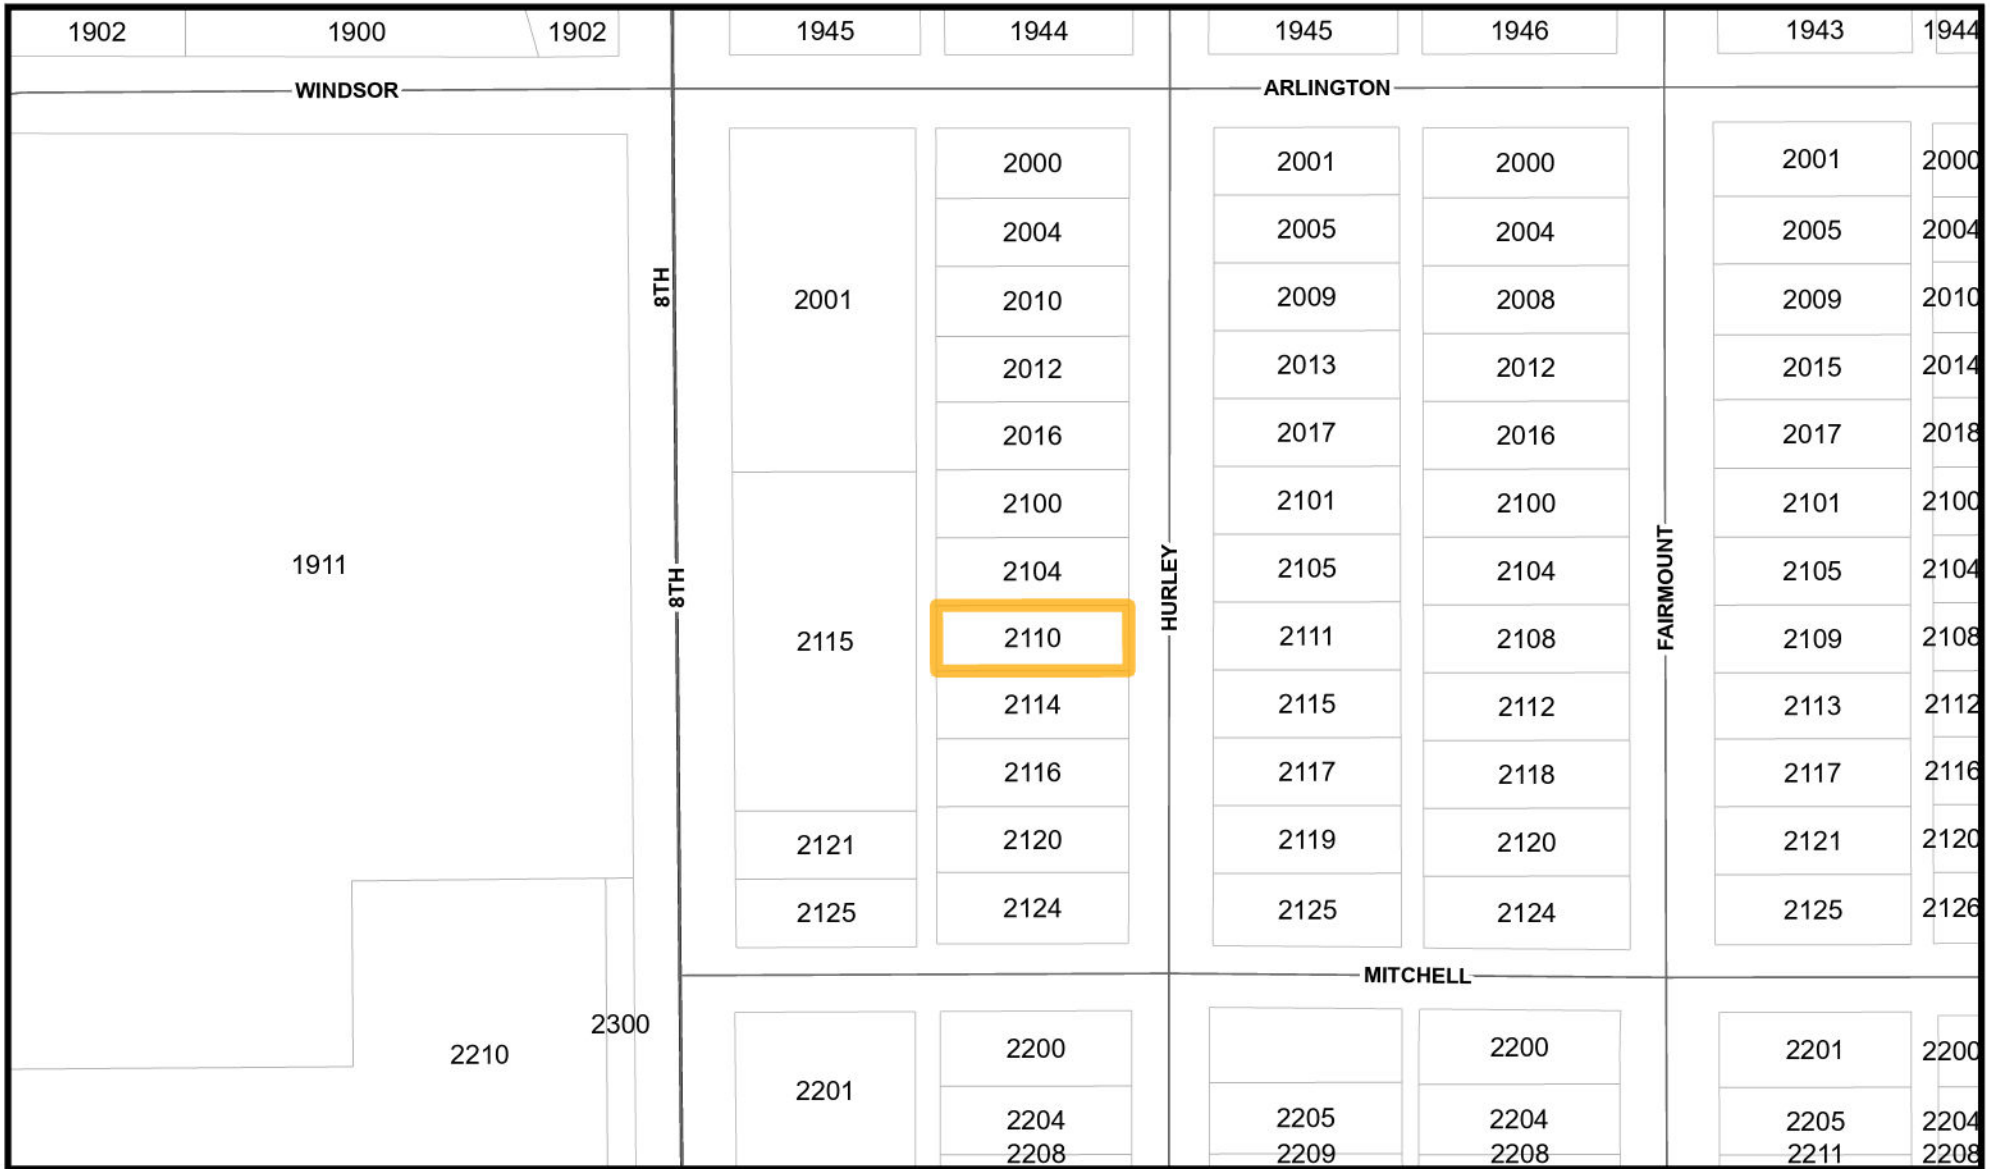 1902 1900 1902 1945 1944 1945 1946 1943 1944
WINDSOR ARLINGTON
2000 2001 2000 2001 2000
2004 2005 2004 2005 2004
8TH 2001 2010 2009 2008 2009 2010
2012 2013 2012 2015 2014
2016 2017 2016 2017 2018
2100 2101 2100 2101 2100
1911 8TH 2104 HURLEY 2105 2104 FAIRMOUNT 2105 2104
2115 2110 2111 2108 2109 2108
2114 2115 2112 2113 2112
2116 2117 2118 2117 2116
2121 2120 2119 2120 2121 2120
2125 2124 2125 2124 2125 2126
MITCHELL
2300 2200 2200 2201 2200
2210 2201
2204 2205 2204 2205 2204
2208 2209 2208 2211 2208